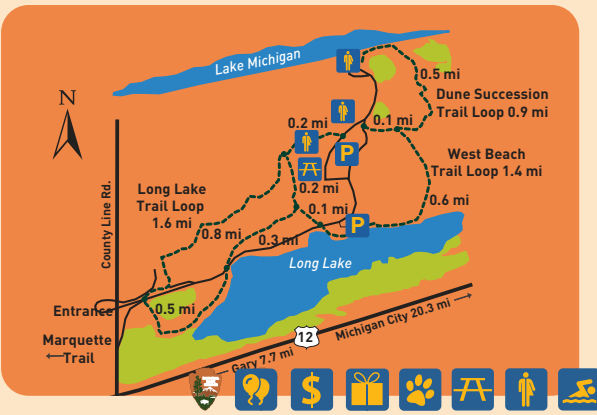 Lake Michigan
N
0.5 mi
Dune Succession
Trail Loop 0.9 mi
0.2 mi
0.1 mi
P
West Beach
Trail Loop 1.4 mi
County Line Rd.
Long Lake
Trail Loop
1.6 mi
0.2 mi
0.6 mi
0.1 mi
P
0.8 mi
0.3 mi
Long Lake
Entrance
0.5 mi
Marquette
Trail
12
Michigan City 20.3 mi
Gary 7.7 mi
$